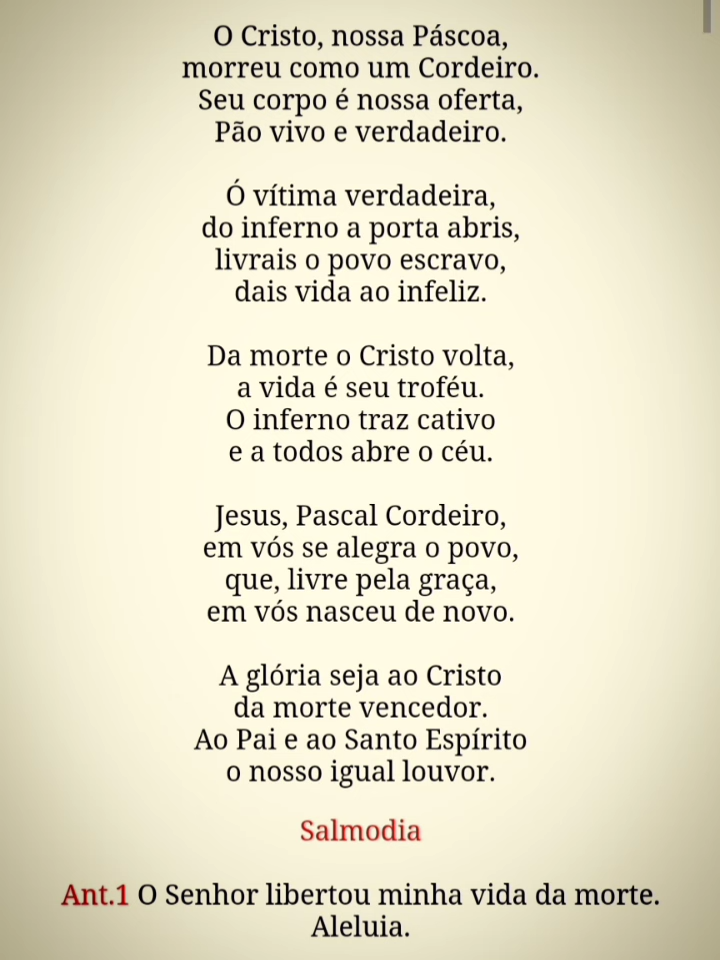 O Cristo, nossa Páscoa,
morreu como um Cordeiro.
Seu corpo é nossa oferta,
Pão vivo e verdadeiro.
Ó vítima verdadeira,
do inferno a porta abris,
livrais o povo escravo,
dais vida ao infeliz.
Da morte o Cristo volta,
a vida é seu troféu.
O inferno traz cativo
e a todos abre o céu.
Jesus, Pascal Cordeiro,
em vós se alegra o povo,
que, livre pela graça,
em vós nasceu de novo.
A glória seja ao Cristo
da morte vencedor.
Ao Pai e ao Santo Espírito
o nosso igual louvor.
Salmodia
Ant.1 O Senhor libertou minha vida da morte.
Aleluia.